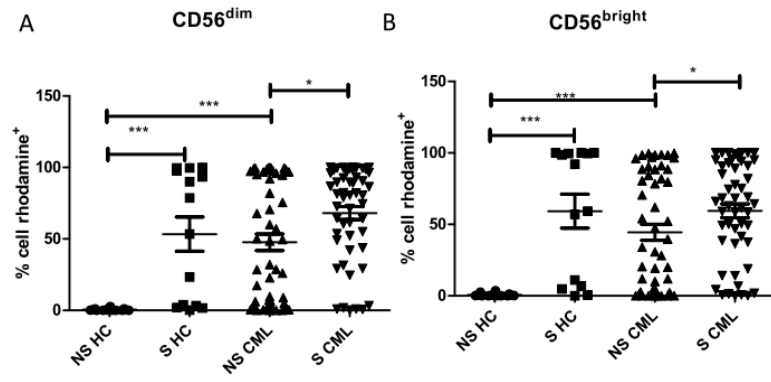 A
CD56dim
% cell rhodamine+
150
100
50
0
***
***
*
NS HC
S HC
NS CML
S CML
B
CD56bright
% cell rhodamine+
150
100
50
0
***
***
*
NS HC
S HC
NS CML
S CML